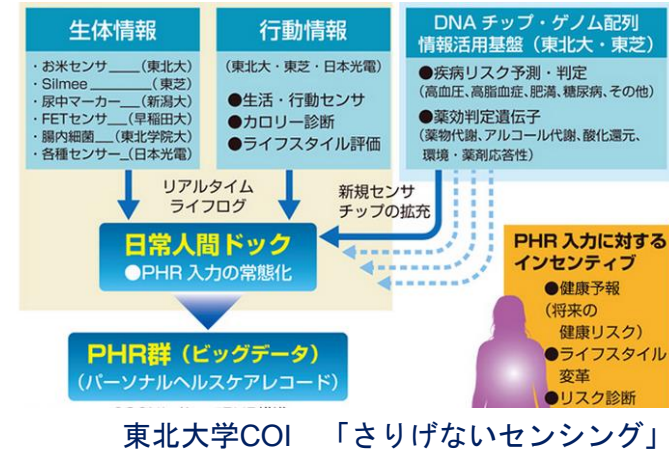 生体情報
・お米センサ____(東北大)
・Silmee__________(東芝)
・尿中マーカー___(新潟大)
・FETセンサ___(早稲田大)
・腸内細菌___(東北学院大)
・各種センサー_(日本光電)
行動情報
(東北大・東芝・日本光電)
●生活・行動センサ
●カロリー診断
●ライフスタイル評価
DNA チップ・ゲノム配列
情報活用基盤（東北大・東芝）
●疾病リスク予測・判定
(高血圧、高脂血症、肥満、糖尿病、その他)
●薬効判定遺伝子
(薬物代謝、アルコール代謝、酸化還元、
環境・薬剤応答性)
リアルタイム
ライフログ
新規センサ
チップの拡充
日常人間ドック
●PHR 入力の常態化
PHR群（ビッグデータ）
(パーソナルヘルスケアレコード)
PHR 入力に対する
インセンティブ
●健康予報
(将来の
健康リスク)
●ライフスタイル
変革
●リスク診断
東北大学COI　「さりげないセンシング」